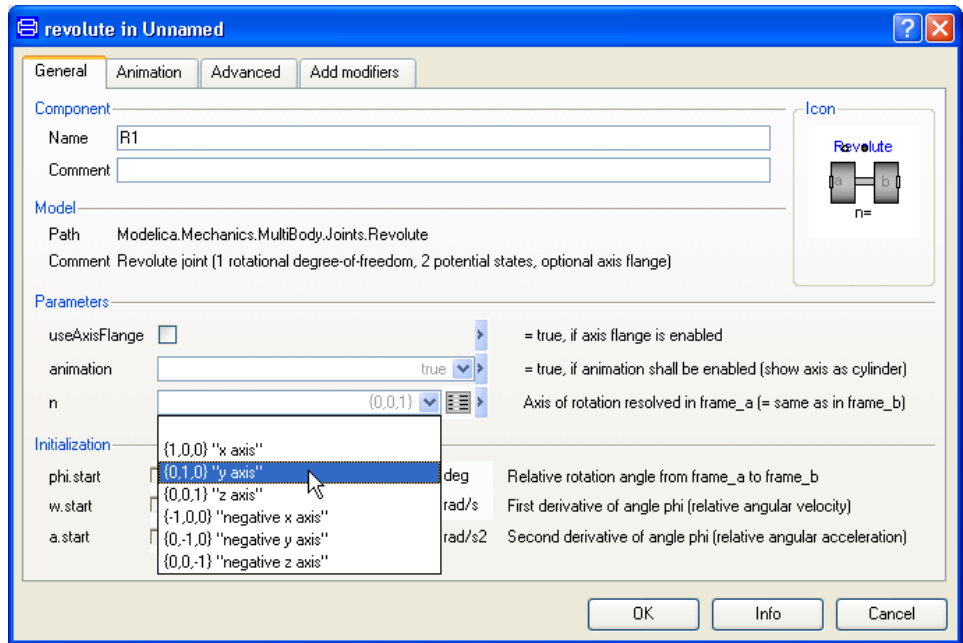 revolute in Unnamed
General Animation Advanced Add modifiers
Component
Icon
Name R1
Revolute
Comment
a b
n=
Model
Path Modelica.Mechanics.MultiBody.Joints.Revolute
Comment Revolute joint (1 rotational degree-of-freedom, 2 potential states, optional axis flange)
Parameters
useAxisFlange = true, if axis flange is enabled
animation true = true, if animation shall be enabled (show axis as cylinder)
n {0,0,1} Axis of rotation resolved in frame_a (= same as in frame_b)
Initialization
{1,0,0} "x axis"
phi.start {0,1,0} "y axis" deg Relative rotation angle from frame_a to frame_b
{0,0,1} "z axis"
w.start rad/s First derivative of angle phi (relative angular velocity)
{-1,0,0} "negative x axis"
a.start {0,-1,0} "negative y axis" rad/s2 Second derivative of angle phi (relative angular acceleration)
{0,0,-1} "negative z axis"
OK Info Cancel